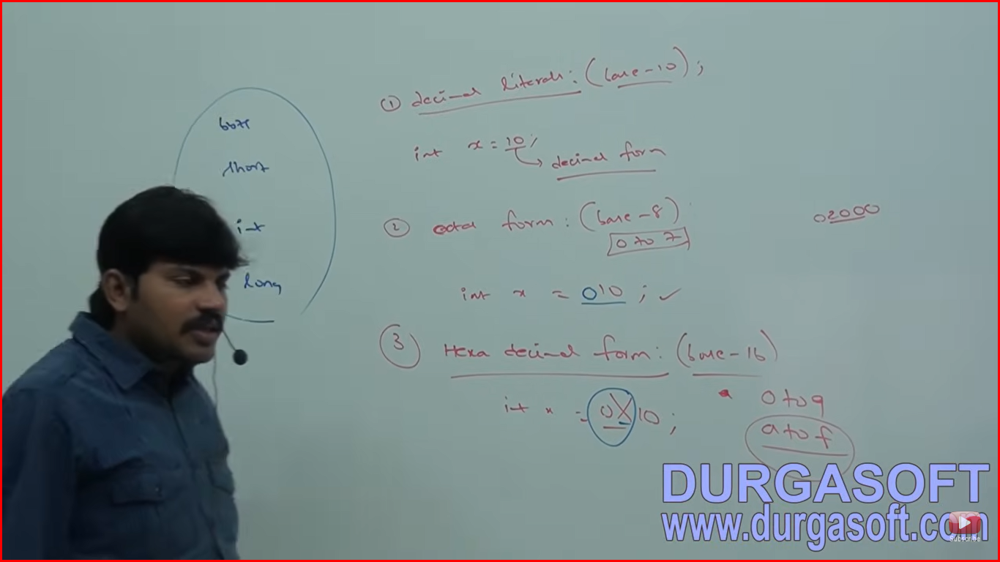 byte
short
int
long
① decimal literals: (base-10);
int x = 10;
decimal form
② octal form: (base-8)
0 to 7
02000
int x = 010; ✓
③ Hexa decimal form: (base-16)
int x = 0X10;
0 to 9
a to f
DURGASOFT
www.durgasoft.com
Subscribe